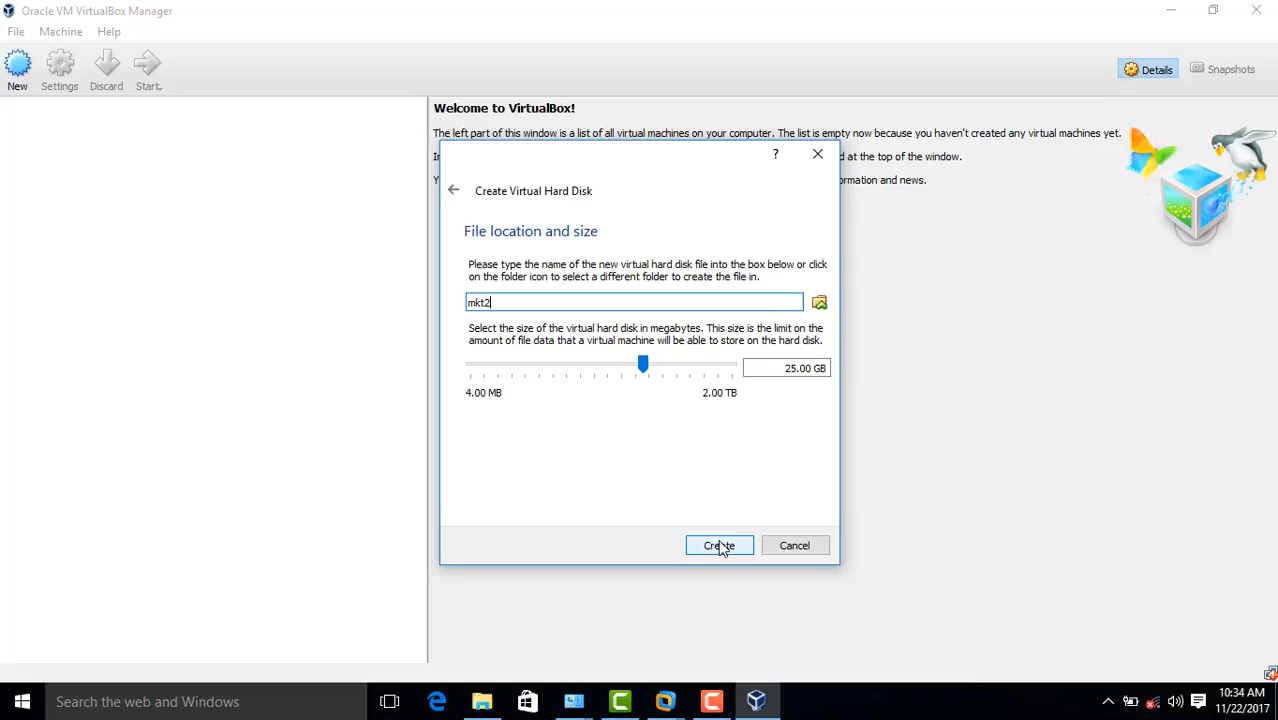 Oracle VM VirtualBox Manager
File Machine Help
New Settings Discard Start
Details Snapshots
Welcome to VirtualBox!
The left part of this window is a list of all virtual machines on your computer. The list is empty now because you haven't created any virtual machines yet.
at the top of the window.
and news.
Create Virtual Hard Disk
File location and size
Please type the name of the new virtual hard disk file into the box below or click
on the folder icon to select a different folder to create the file in.
mkt2
Select the size of the virtual hard disk in megabytes. This size is the limit on the
amount of file data that a virtual machine will be able to store on the hard disk.
25.00 GB
4.00 MB 2.00 TB
Create Cancel
Search the web and Windows
10:34 AM
11/22/2017